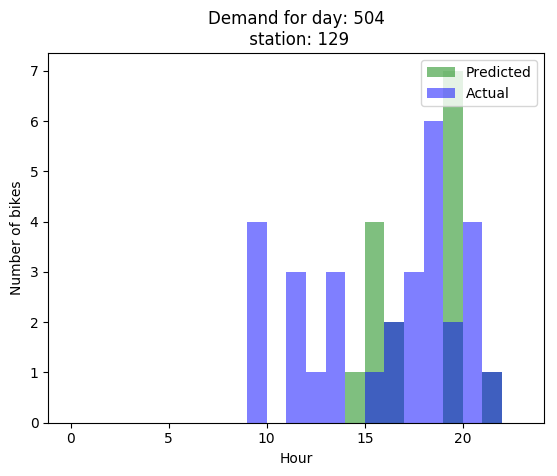 Demand for day: 504
station: 129
Predicted
Actual
Number of bikes
7
6
5
4
3
2
1
0
0 5 10 15 20
Hour